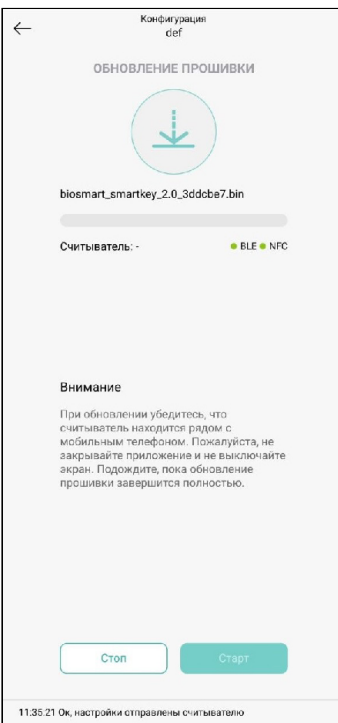 Конфигурация
def
ОБНОВЛЕНИЕ ПРОШИВКИ
biosmart_smartkey_2.0_3ddcbe7.bin
Считыватель: -
BLE NFC
Внимание
При обновлении убедитесь, что
считыватель находится рядом с
мобильным телефоном. Пожалуйста, не
закрывайте приложение и не выключайте
экран. Подождите, пока обновление
прошивки завершится полностью.
Стоп
Старт
11:35:21 Ок, настройки отправлены считывателю